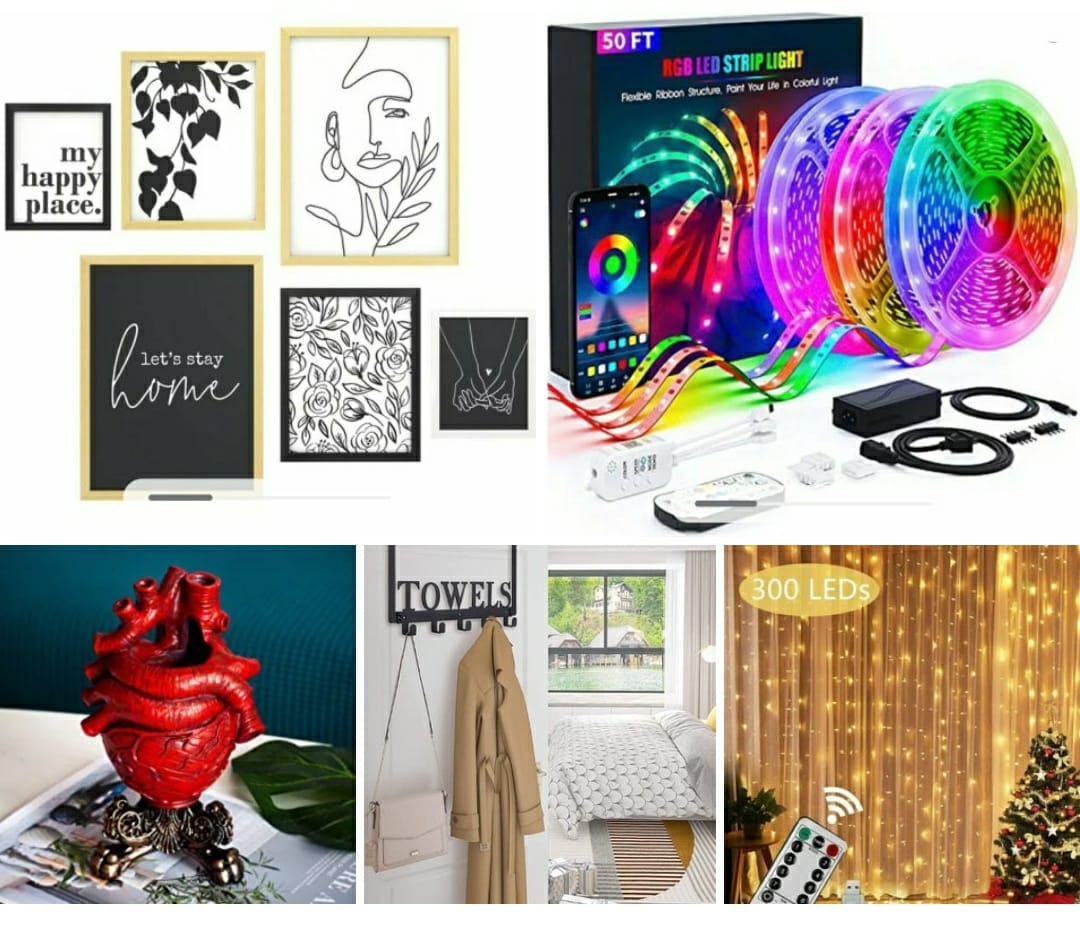 my
happy
place.
let's stay
home
50 FT
RGB LED STRIP LIGHT
Flexible Ribbon Structure, Paint Your Life in Colorful Light
TOWELS
300 LEDs